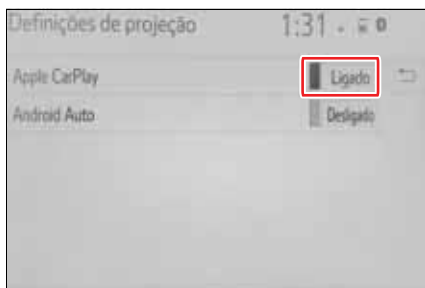 Definições de projeção 1:31
Apple CarPlay Ligado
Android Auto Desligado